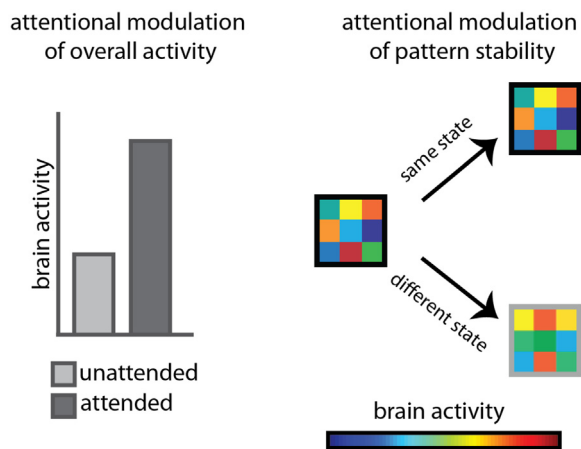 attentional modulation
of overall activity
brain activity
unattended
attended
attentional modulation
of pattern stability
same state
different state
brain activity